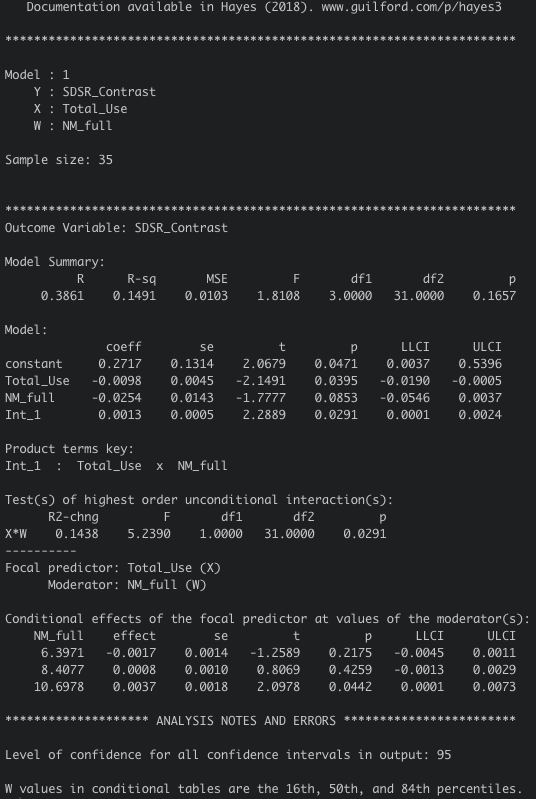 Documentation available in Hayes (2018). www.guilford.com/p/hayes3
***********************************************************************
Model : 1
Y : SDSR_Contrast
X : Total_Use
W : NM_full
Sample size: 35
***********************************************************************
Outcome Variable: SDSR_Contrast
Model Summary:
R R-sq MSE F df1 df2 p
0.3861 0.1491 0.0103 1.8108 3.0000 31.0000 0.1657
Model:
coeff se t p LLCI ULCI
constant 0.2717 0.1314 2.0679 0.0471 0.0037 0.5396
Total_Use -0.0098 0.0045 -2.1491 0.0395 -0.0190 -0.0005
NM_full -0.0254 0.0143 -1.7777 0.0853 -0.0546 0.0037
Int_1 0.0013 0.0005 2.2889 0.0291 0.0001 0.0024
Product terms key:
Int_1 : Total_Use x NM_full
Test(s) of highest order unconditional interaction(s):
R2-chng F df1 df2 p
X*W 0.1438 5.2390 1.0000 31.0000 0.0291
----------
Focal predictor: Total_Use (X)
Moderator: NM_full (W)
Conditional effects of the focal predictor at values of the moderator(s):
NM_full effect se t p LLCI ULCI
6.3971 -0.0017 0.0014 -1.2589 0.2175 -0.0045 0.0011
8.4077 0.0008 0.0010 0.8069 0.4259 -0.0013 0.0029
10.6978 0.0037 0.0018 2.0978 0.0442 0.0001 0.0073
******************** ANALYSIS NOTES AND ERRORS ************************
Level of confidence for all confidence intervals in output: 95
W values in conditional tables are the 16th, 50th, and 84th percentiles.